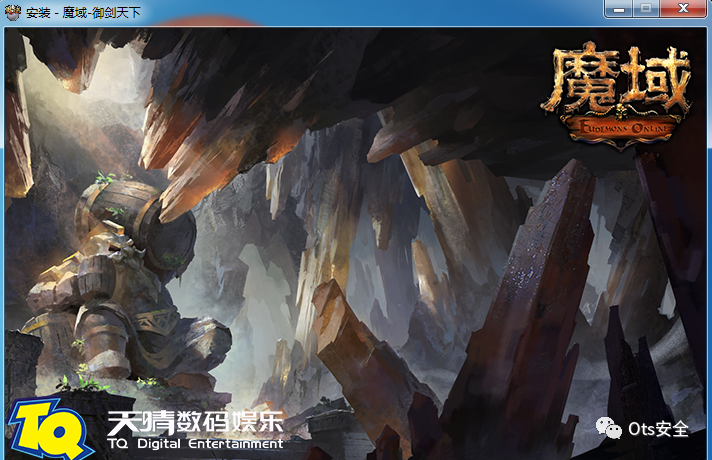 安装 - 魔域-御剑天下
魔域
EUDEMONS ONLINE
TQ
天晴数码娱乐
TQ Digital Entertainment
Ots安全